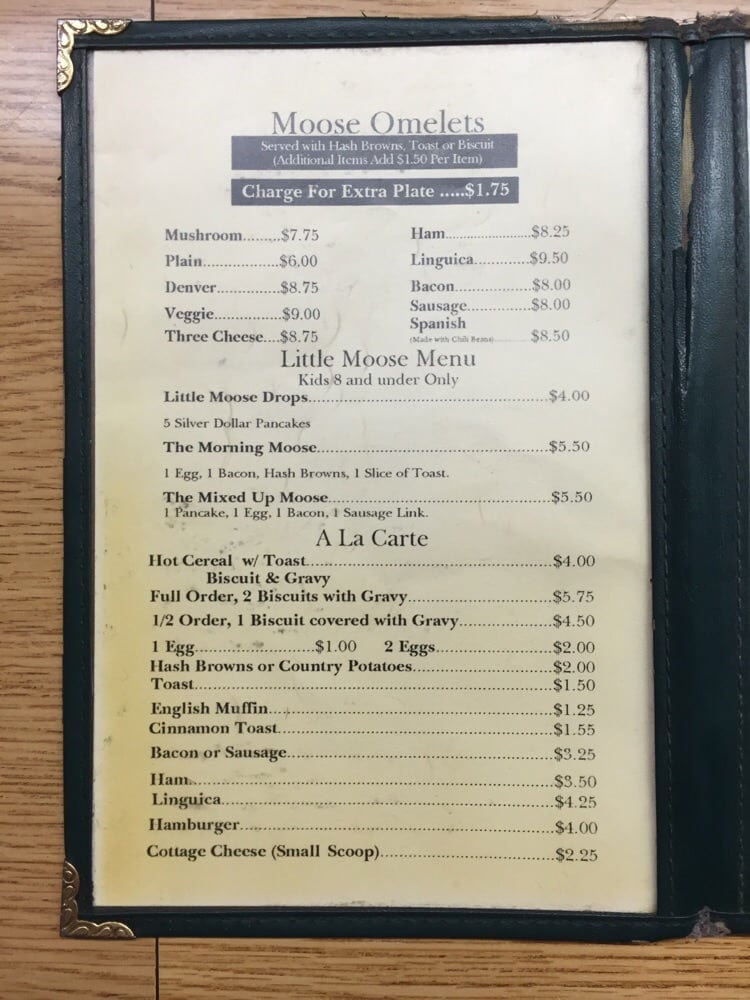 Moose Omelets
Served with Hash Browns, Toast or Biscuit
(Additional Items Add $1.50 Per Item)
Charge For Extra Plate .....$1.75
Mushroom.........$7.75
Plain..................$6.00
Denver..............$8.75
Veggie...............$9.00
Three Cheese....$8.75
Ham......................$8.25
Linguica.............$9.50
Bacon..................$8.00
Sausage...............$8.00
Spanish
(Made with Chili Beans)..............$8.50
Little Moose Menu
Kids 8 and under Only
Little Moose Drops....................................................$4.00
5 Silver Dollar Pancakes
The Morning Moose...................................................$5.50
1 Egg, 1 Bacon, Hash Browns, 1 Slice of Toast.
The Mixed Up Moose.................................................$5.50
1 Pancake, 1 Egg, 1 Bacon, 1 Sausage Link.
A La Carte
Hot Cereal w/ Toast......................................................$4.00
Biscuit & Gravy
Full Order, 2 Biscuits with Gravy................................$5.75
1/2 Order, 1 Biscuit covered with Gravy.....................$4.50
1 Egg..........................$1.00 2 Eggs..........................$2.00
Hash Browns or Country Potatoes...............................$2.00
Toast...............................................................................$1.50
English Muffin...............................................................$1.25
Cinnamon Toast.............................................................$1.55
Bacon or Sausage...........................................................$3.25
Ham................................................................................$3.50
Linguica.........................................................................$4.25
Hamburger.....................................................................$4.00
Cottage Cheese (Small Scoop).......................................$2.25